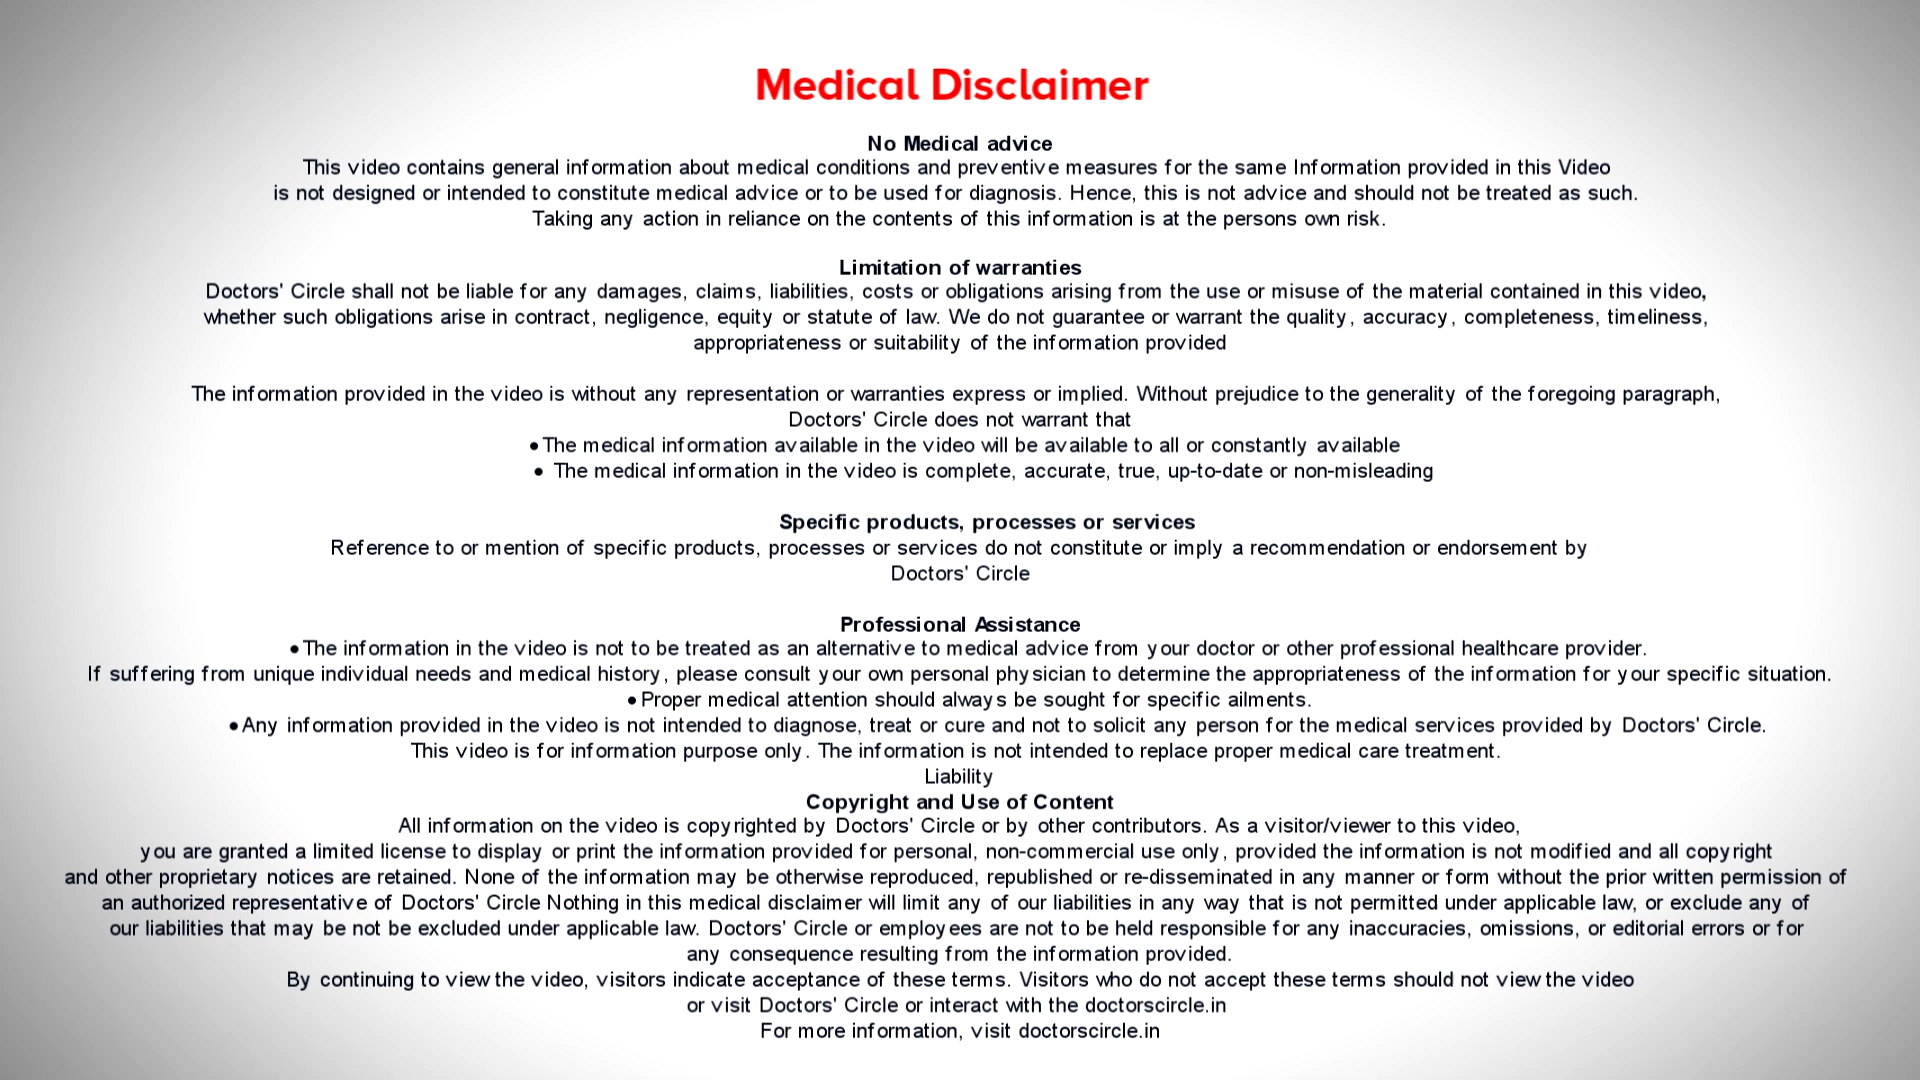 Medical Disclaimer
No Medical advice
This video contains general information about medical conditions and preventive measures for the same Information provided in this Video
is not designed or intended to constitute medical advice or to be used for diagnosis. Hence, this is not advice and should not be treated as such.
Taking any action in reliance on the contents of this information is at the persons own risk.
Limitation of warranties
Doctors' Circle shall not be liable for any damages, claims, liabilities, costs or obligations arising from the use or misuse of the material contained in this video,
whether such obligations arise in contract, negligence, equity or statute of law. We do not guarantee or warrant the quality, accuracy, completeness, timeliness,
appropriateness or suitability of the information provided
The information provided in the video is without any representation or warranties express or implied. Without prejudice to the generality of the foregoing paragraph,
Doctors' Circle does not warrant that
• The medical information available in the video will be available to all or constantly available
• The medical information in the video is complete, accurate, true, up-to-date or non-misleading
Specific products, processes or services
Reference to or mention of specific products, processes or services do not constitute or imply a recommendation or endorsement by
Doctors' Circle
Professional Assistance
• The information in the video is not to be treated as an alternative to medical advice from your doctor or other professional healthcare provider.
If suffering from unique individual needs and medical history, please consult your own personal physician to determine the appropriateness of the information for your specific situation.
• Proper medical attention should always be sought for specific ailments.
• Any information provided in the video is not intended to diagnose, treat or cure and not to solicit any person for the medical services provided by Doctors' Circle.
This video is for information purpose only. The information is not intended to replace proper medical care treatment.
Liability
Copyright and Use of Content
All information on the video is copyrighted by Doctors' Circle or by other contributors. As a visitor/viewer to this video,
you are granted a limited license to display or print the information provided for personal, non-commercial use only, provided the information is not modified and all copyright
and other proprietary notices are retained. None of the information may be otherwise reproduced, republished or re-disseminated in any manner or form without the prior written permission of
an authorized representative of Doctors' Circle Nothing in this medical disclaimer will limit any of our liabilities in any way that is not permitted under applicable law, or exclude any of
our liabilities that may be not be excluded under applicable law. Doctors' Circle or employees are not to be held responsible for any inaccuracies, omissions, or editorial errors or for
any consequence resulting from the information provided.
By continuing to view the video, visitors indicate acceptance of these terms. Visitors who do not accept these terms should not view the video
or visit Doctors' Circle or interact with the doctorscircle.in
For more information, visit doctorscircle.in